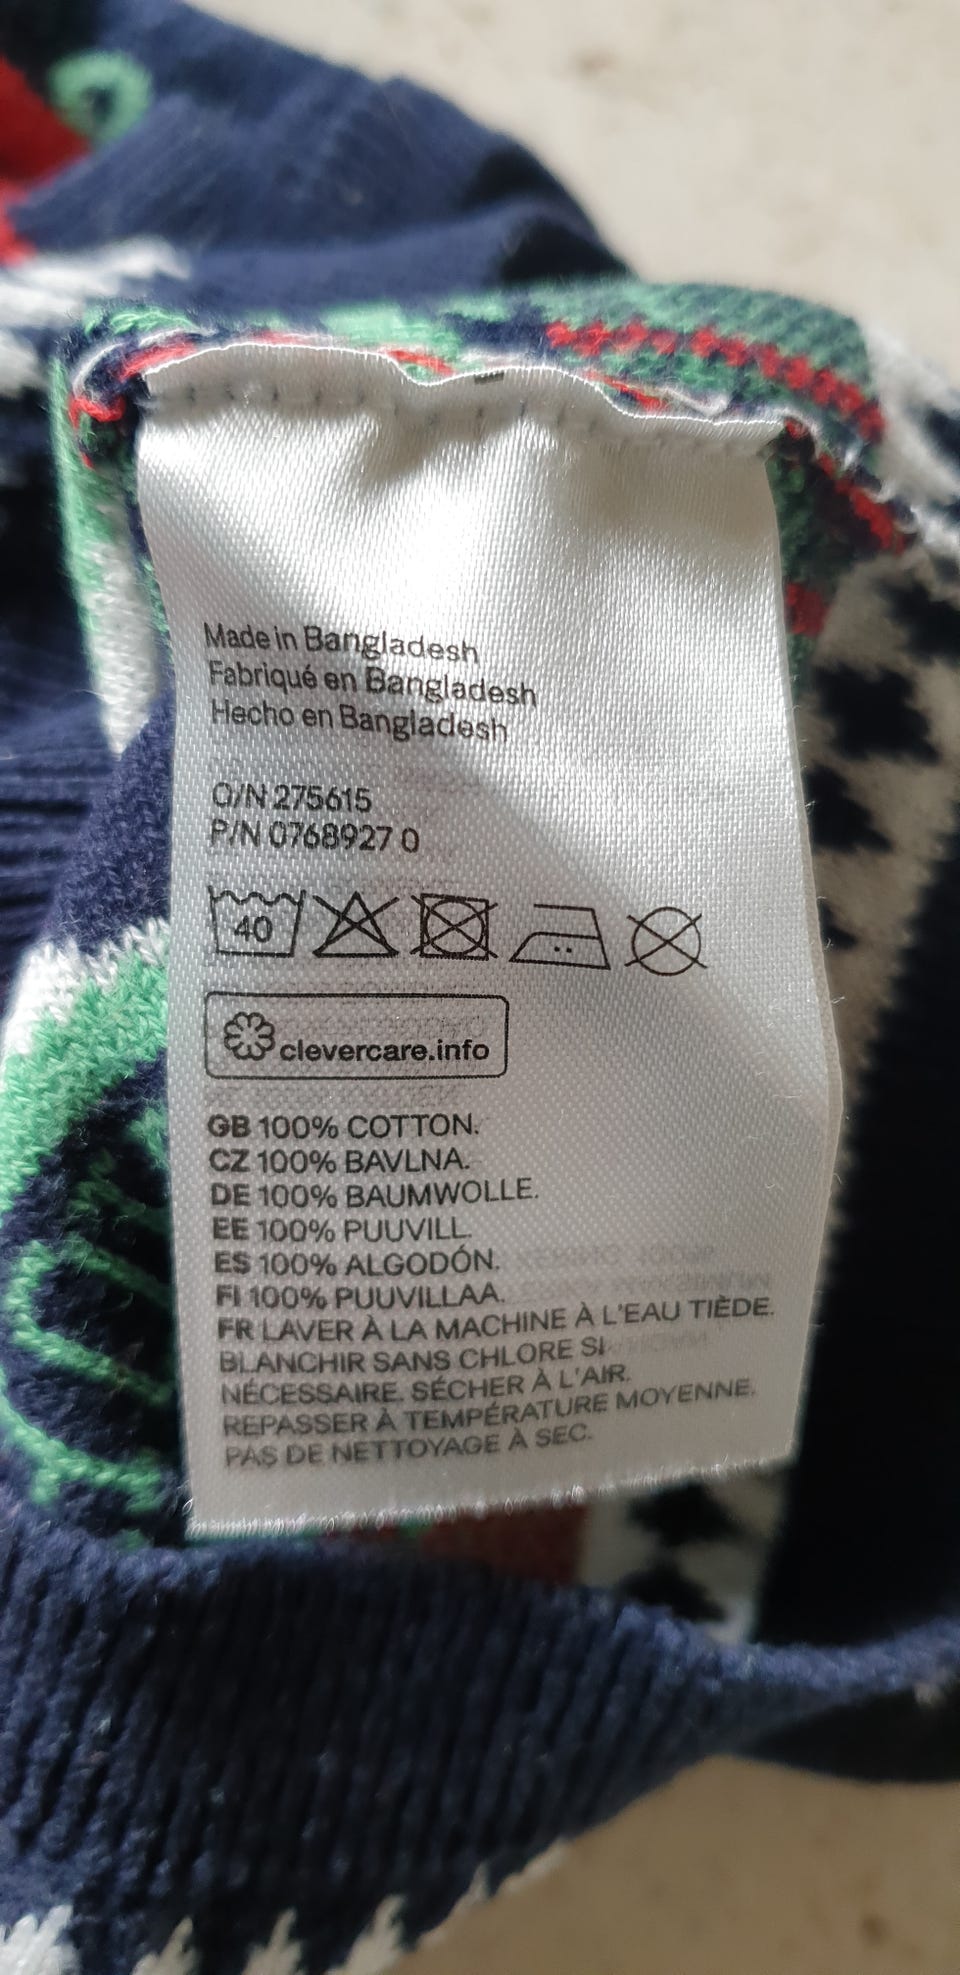 Made in Bangladesh
Fabriqué en Bangladesh
Hecho en Bangladesh
O/N 275615
P/N 0768927 0
40
clevercare.info
GB 100% COTTON.
CZ 100% BAVLNA.
DE 100% BAUMWOLLE.
EE 100% PUUVILL.
ES 100% ALGODÓN.
FI 100% PUUVILLAA.
FR LAVER À LA MACHINE À L'EAU TIÈDE.
BLANCHIR SANS CHLORE SI
NÉCESSAIRE. SÉCHER À L'AIR.
REPASSER À TEMPÉRATURE MOYENNE.
PAS DE NETTOYAGE À SEC.